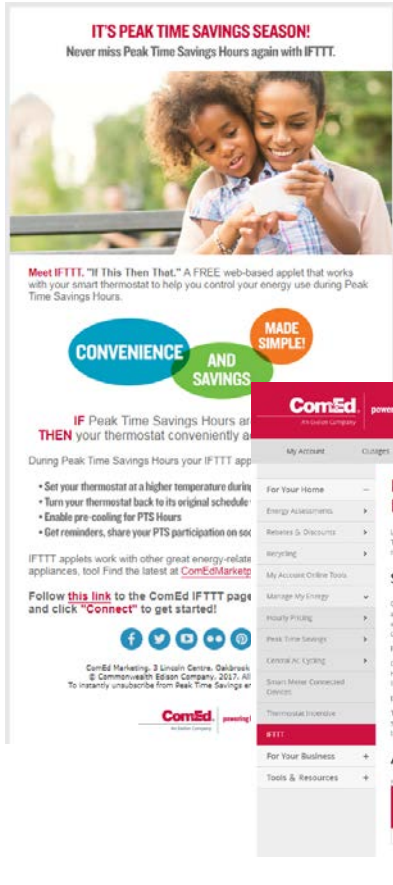 IT'S PEAK TIME SAVINGS SEASON!
Never miss Peak Time Savings Hours again with IFTTT.
Meet IFTTT. "If This Then That." A FREE web-based applet that works
with your smart thermostat to help you control your energy use during Peak
Time Savings Hours.
CONVENIENCE
AND
SAVINGS
MADE
SIMPLE!
IF Peak Time Savings Hours
THEN your thermostat conveniently
During Peak Time Savings Hours your IFTTT
• Set your thermostat at a higher temperature
• Turn your thermostat back to its original schedule
• Enable pre-cooling for PTS Hours
• Get reminders, share your PTS participation on
IFTTT applets work with other great
appliances, too! Find the latest at
Follow this link to the ComEd IFTTT page
and click "Connect" to get started!
ComEd Marketing, 3 Lincoln Centre, Oakbrook
© Commonwealth Edison Company, 2017. All
To instantly unsubscribe from Peak Time Savings
ComEd.
An Exelon Company
ComEd.
An Exelon Company
My Account
Outages
For Your Home −
Energy Assessments
Rebates & Discounts
Recycling
My Account Online Tools
Manage My Energy
Hourly Pricing
Peak Time Savings
Central AC Cycling
Smart Meter Connected
Devices
Thermostat Incentive
IFTTT
For Your Business +
Tools & Resources +